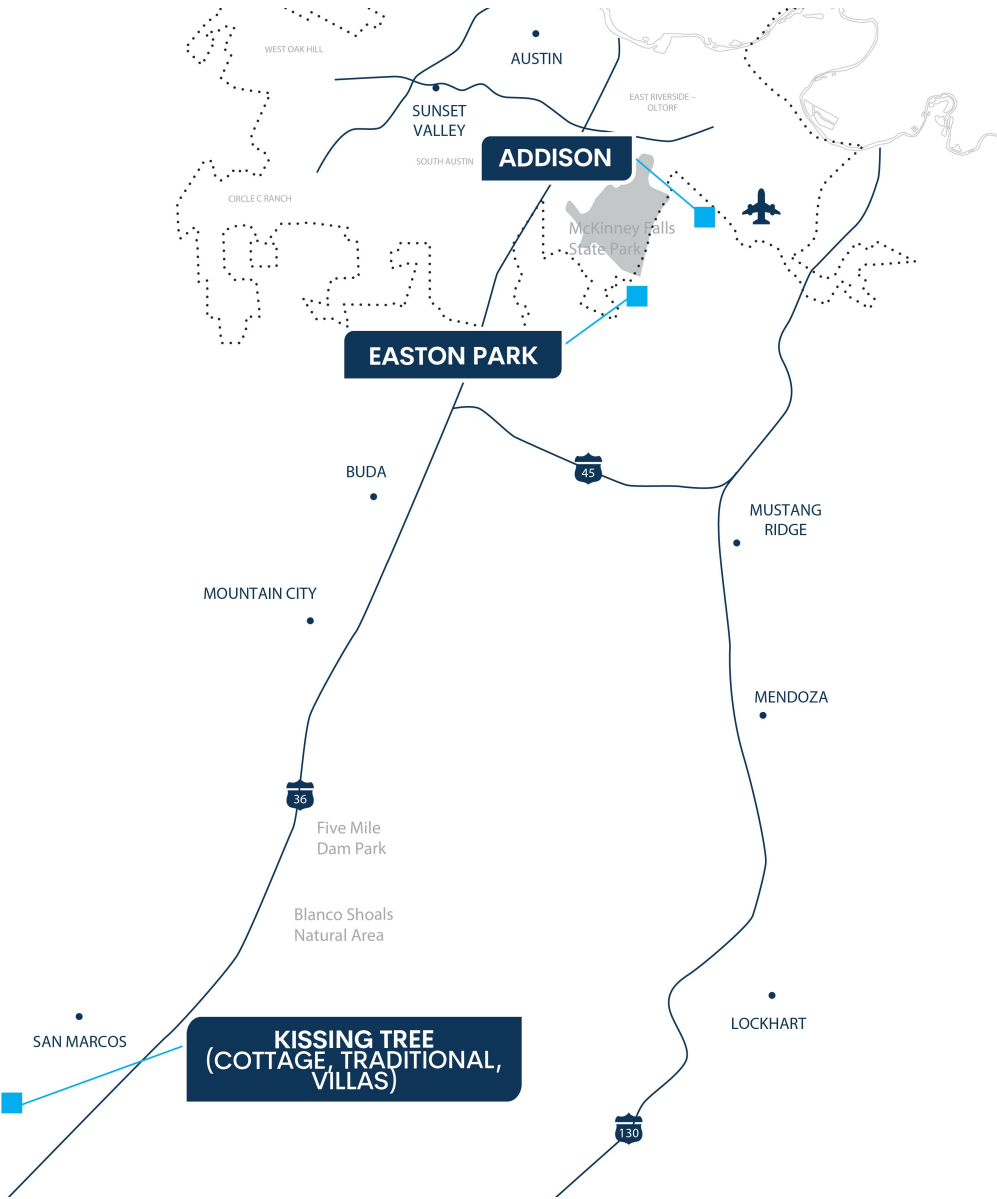 WEST OAK HILL
AUSTIN
SUNSET
VALLEY
EAST RIVERSIDE –
OLTORF
SOUTH AUSTIN
ADDISON
CIRCLE C RANCH
McKinney Falls
State Park
EASTON PARK
BUDA
45
MUSTANG
RIDGE
MOUNTAIN CITY
MENDOZA
36
Five Mile
Dam Park
Blanco Shoals
Natural Area
SAN MARCOS
LOCKHART
KISSING TREE
(COTTAGE, TRADITIONAL,
VILLAS)
130